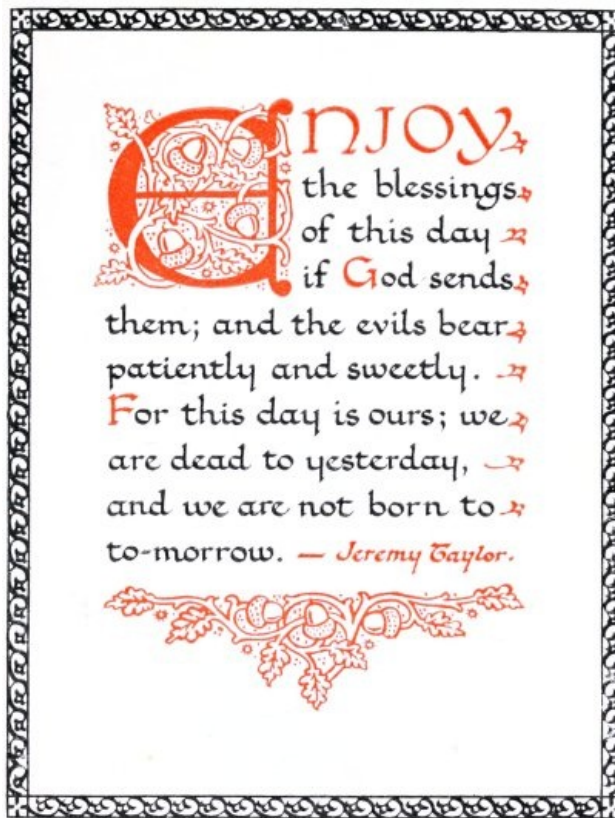 ENJOY
the blessings
of this day
if God sends
them; and the evils bear
patiently and sweetly.
For this day is ours; we
are dead to yesterday,
and we are not born to
to-morrow. — Jeremy Taylor.